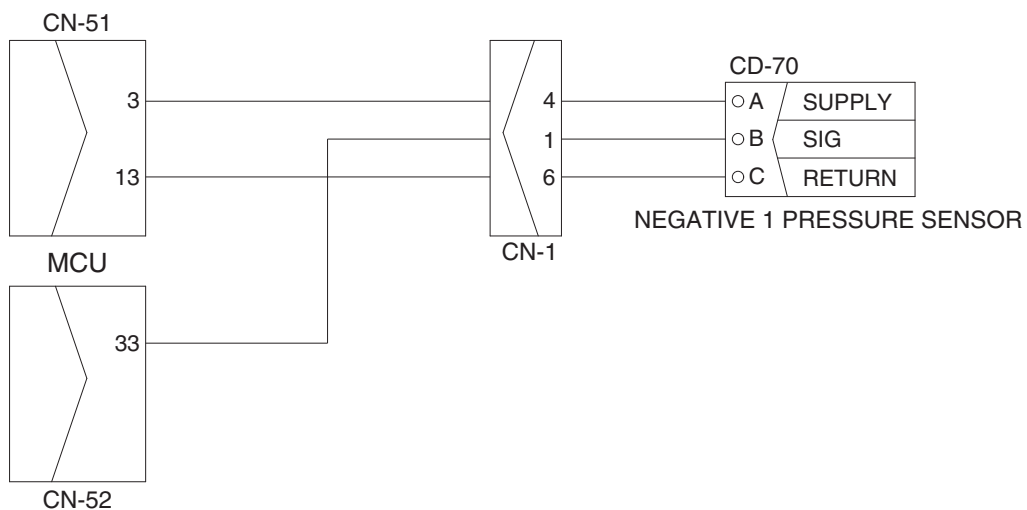 CN-51
CD-70
3
4
A
SUPPLY
1
B
SIG
13
6
C
RETURN
NEGATIVE 1 PRESSURE SENSOR
CN-1
MCU
33
CN-52